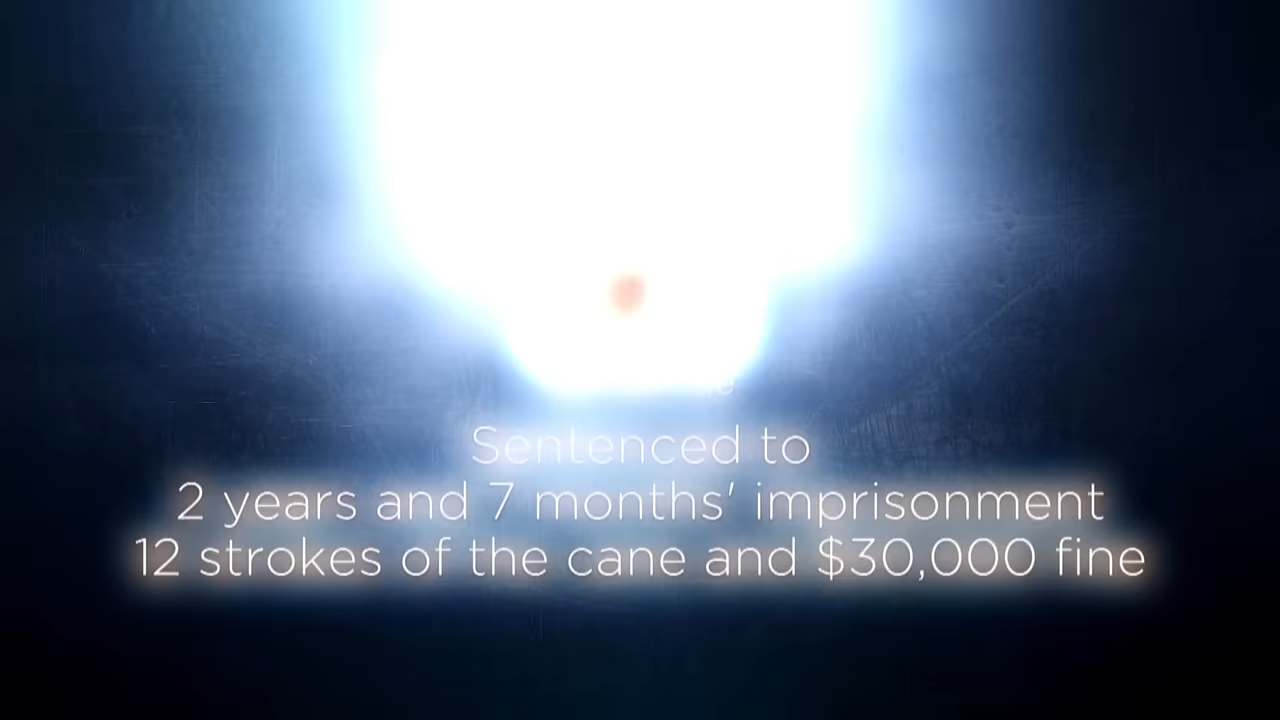 Sentenced to
2 years and 7 months' imprisonment
12 strokes of the cane and $30,000 fine